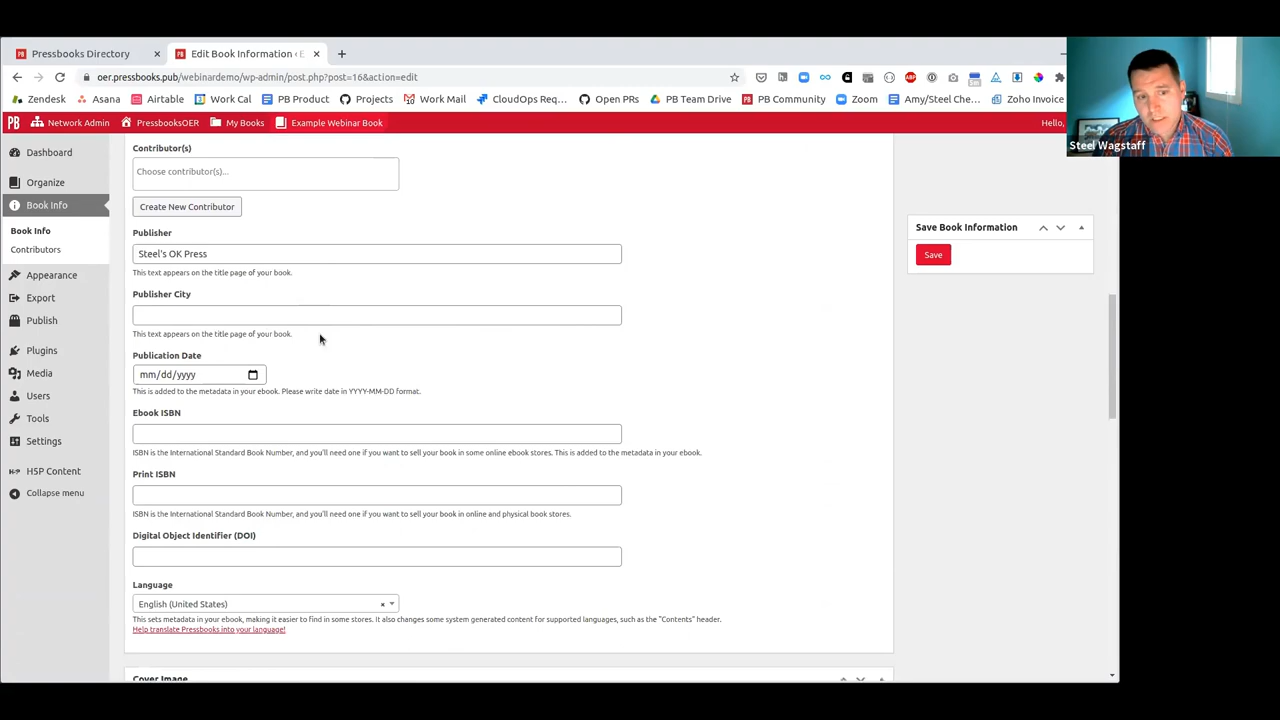 Pressbooks Directory
Edit Book Information ‹ E
oer.pressbooks.pub/webinardemo/wp-admin/post.php?post=16&action=edit
Zendesk Asana Airtable Work Cal PB Product Projects Work Mail CloudOps Req... Open PRs PB Team Drive PB Community Zoom Amy/Steel Che... Zoho Invoice
PB Network Admin PressbooksOER My Books Example Webinar Book Hello,
Steel Wagstaff
Dashboard
Organize
Book Info
Book Info
Contributors
Appearance
Export
Publish
Plugins
Media
Users
Tools
Settings
H5P Content
Collapse menu
Contributor(s)
Choose contributor(s)...
Create New Contributor
Publisher
Steel's OK Press
This text appears on the title page of your book.
Publisher City
This text appears on the title page of your book.
Publication Date
mm/dd/yyyy
This is added to the metadata in your ebook. Please write date in YYYY-MM-DD format.
Ebook ISBN
ISBN is the International Standard Book Number, and you'll need one if you want to sell your book in some online ebook stores. This is added to the metadata in your ebook.
Print ISBN
ISBN is the International Standard Book Number, and you'll need one if you want to sell your book in online and physical book stores.
Digital Object Identifier (DOI)
Language
English (United States)
This sets metadata in your ebook, making it easier to find in some stores. It also changes some system generated content for supported languages, such as the "Contents" header.
Help translate Pressbooks into your language!
Cover Image
Save Book Information
Save